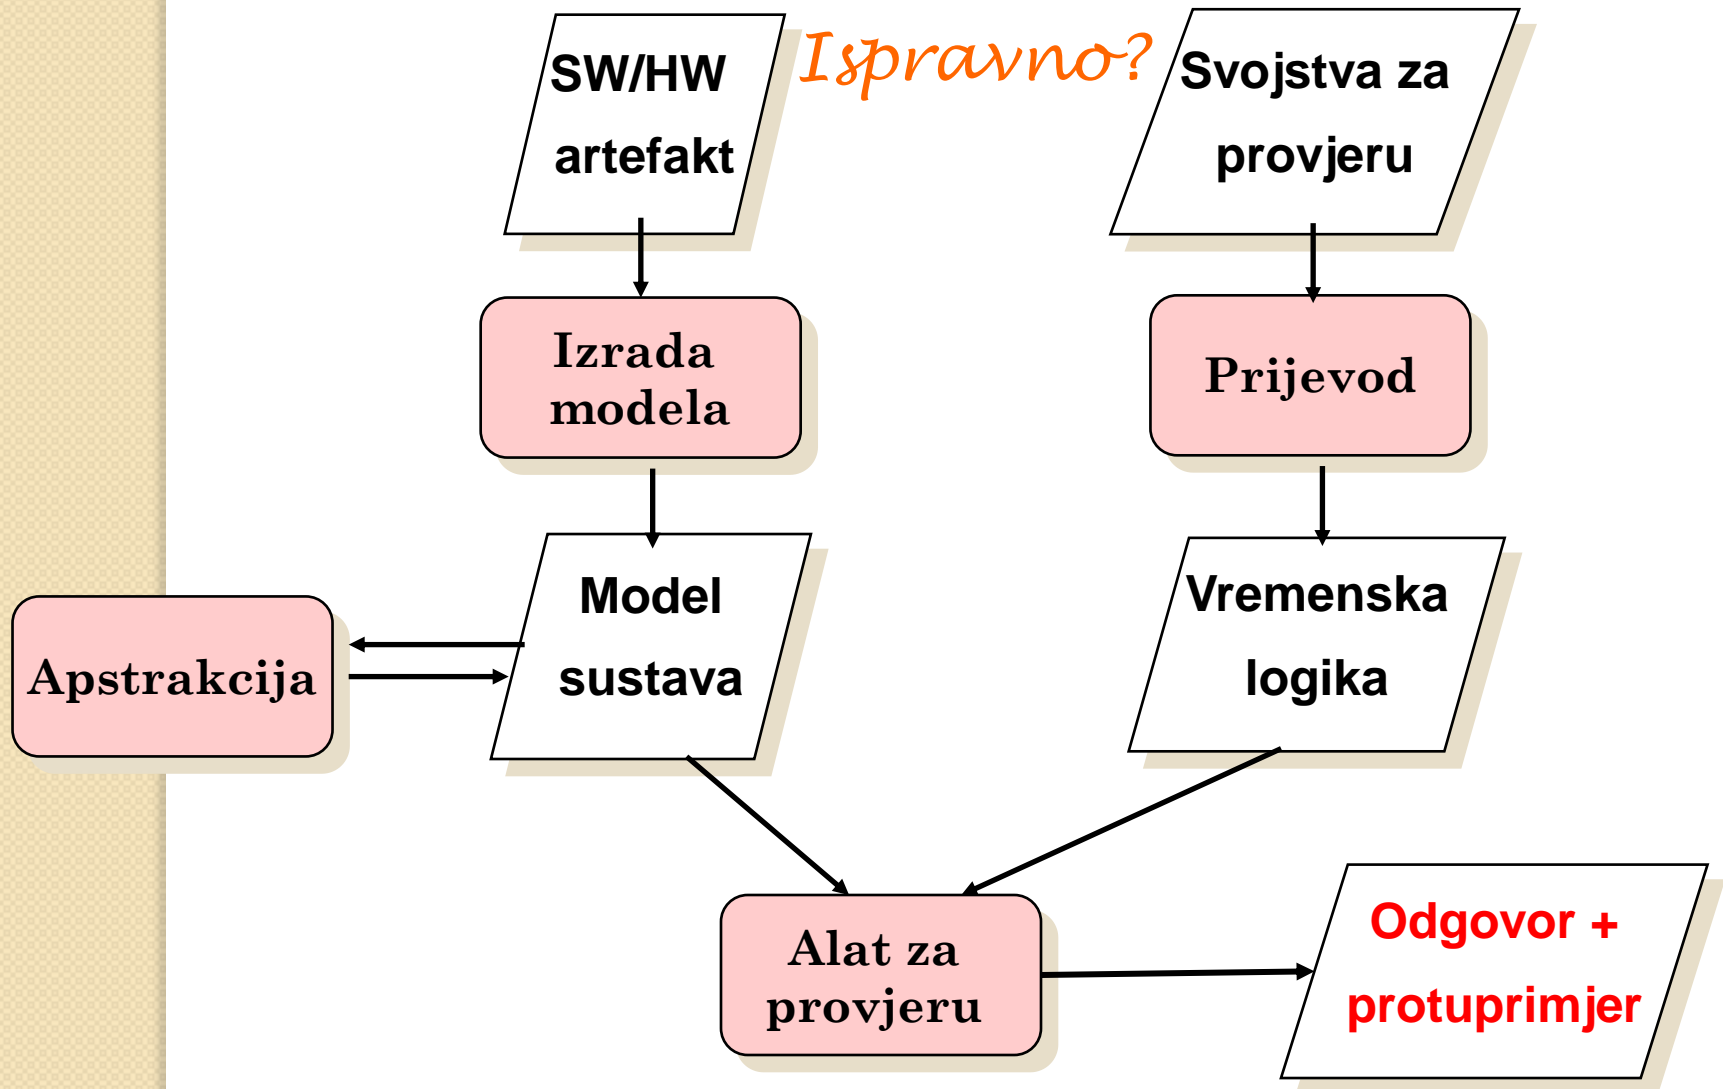 SW/HW
artefakt
Ispravno?
Svojstva za
provjeru
Izrada
modela
Prijevod
Apstrakcija
Model
sustava
Vremenska
logika
Alat za
provjeru
Odgovor +
protuprimjer